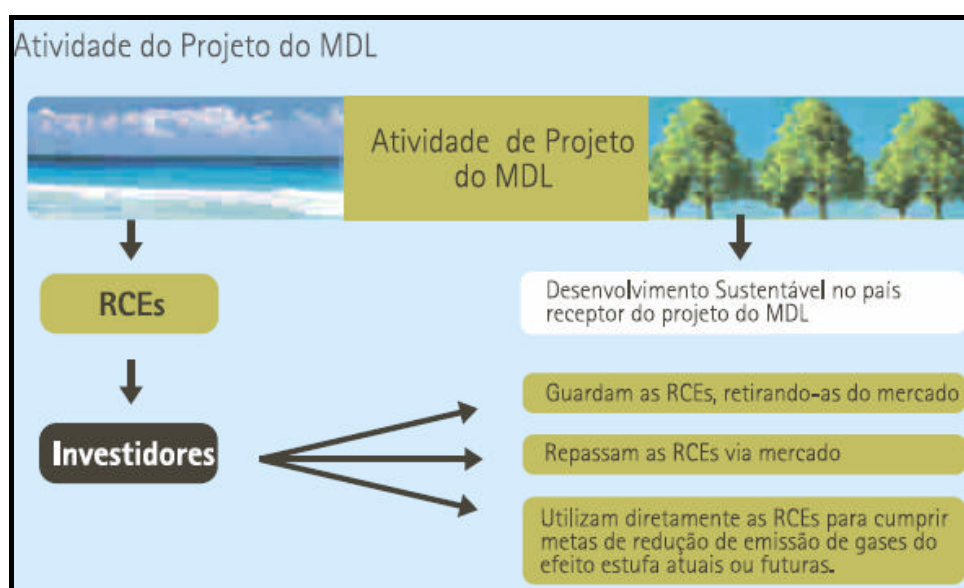 Atividade do Projeto do MDL
Atividade de Projeto
do MDL
RCEs
Desenvolvimento Sustentável no país
receptor do projeto do MDL
Investidores
Guardam as RCEs, retirando-as do mercado
Repassam as RCEs via mercado
Utilizam diretamente as RCEs para cumprir
metas de redução de emissão de gases do
efeito estufa atuais ou futuras.